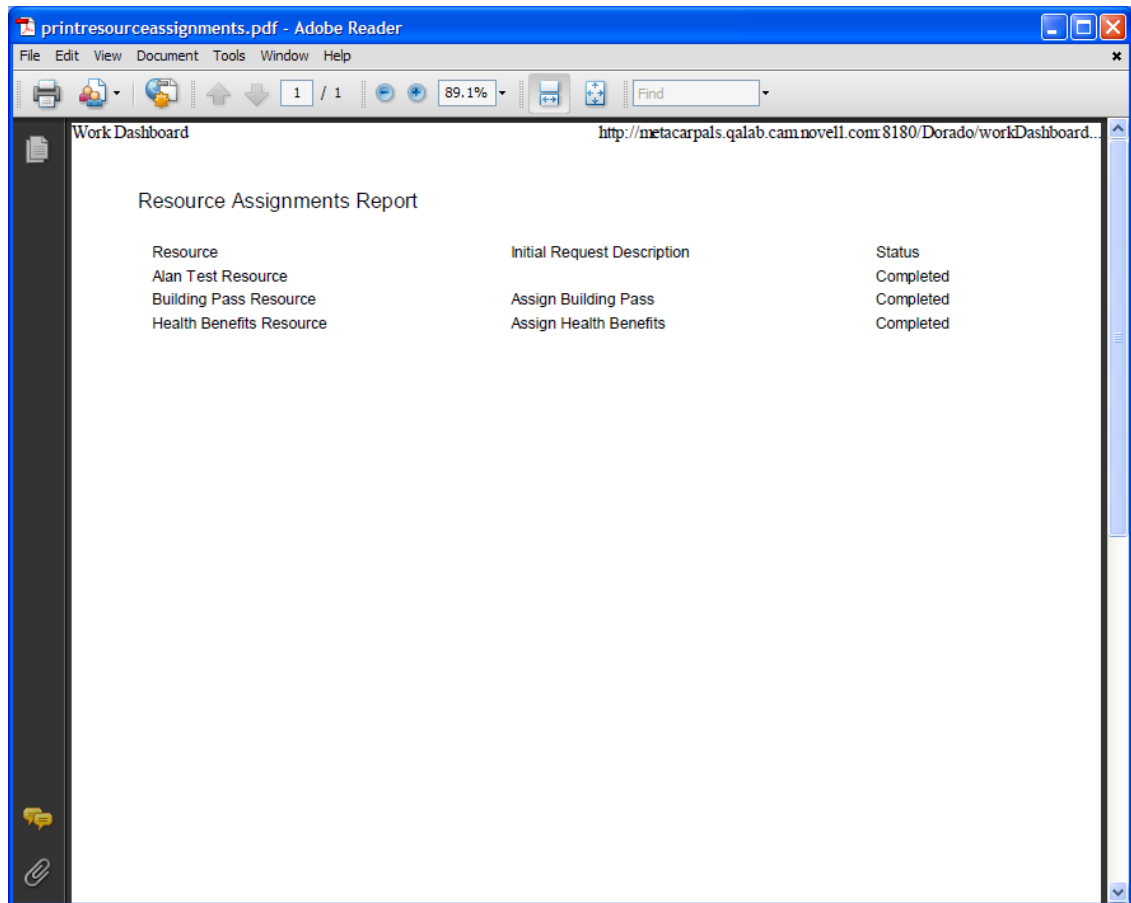 printresourceassignments.pdf - Adobe Reader
File Edit View Document Tools Window Help
1 / 1 89.1% Find
Work Dashboard http://metacarpals.qalab.cam.novell.com:8180/Dorado/workDashboard...
Resource Assignments Report
Resource Initial Request Description Status
Alan Test Resource Completed
Building Pass Resource Assign Building Pass Completed
Health Benefits Resource Assign Health Benefits Completed